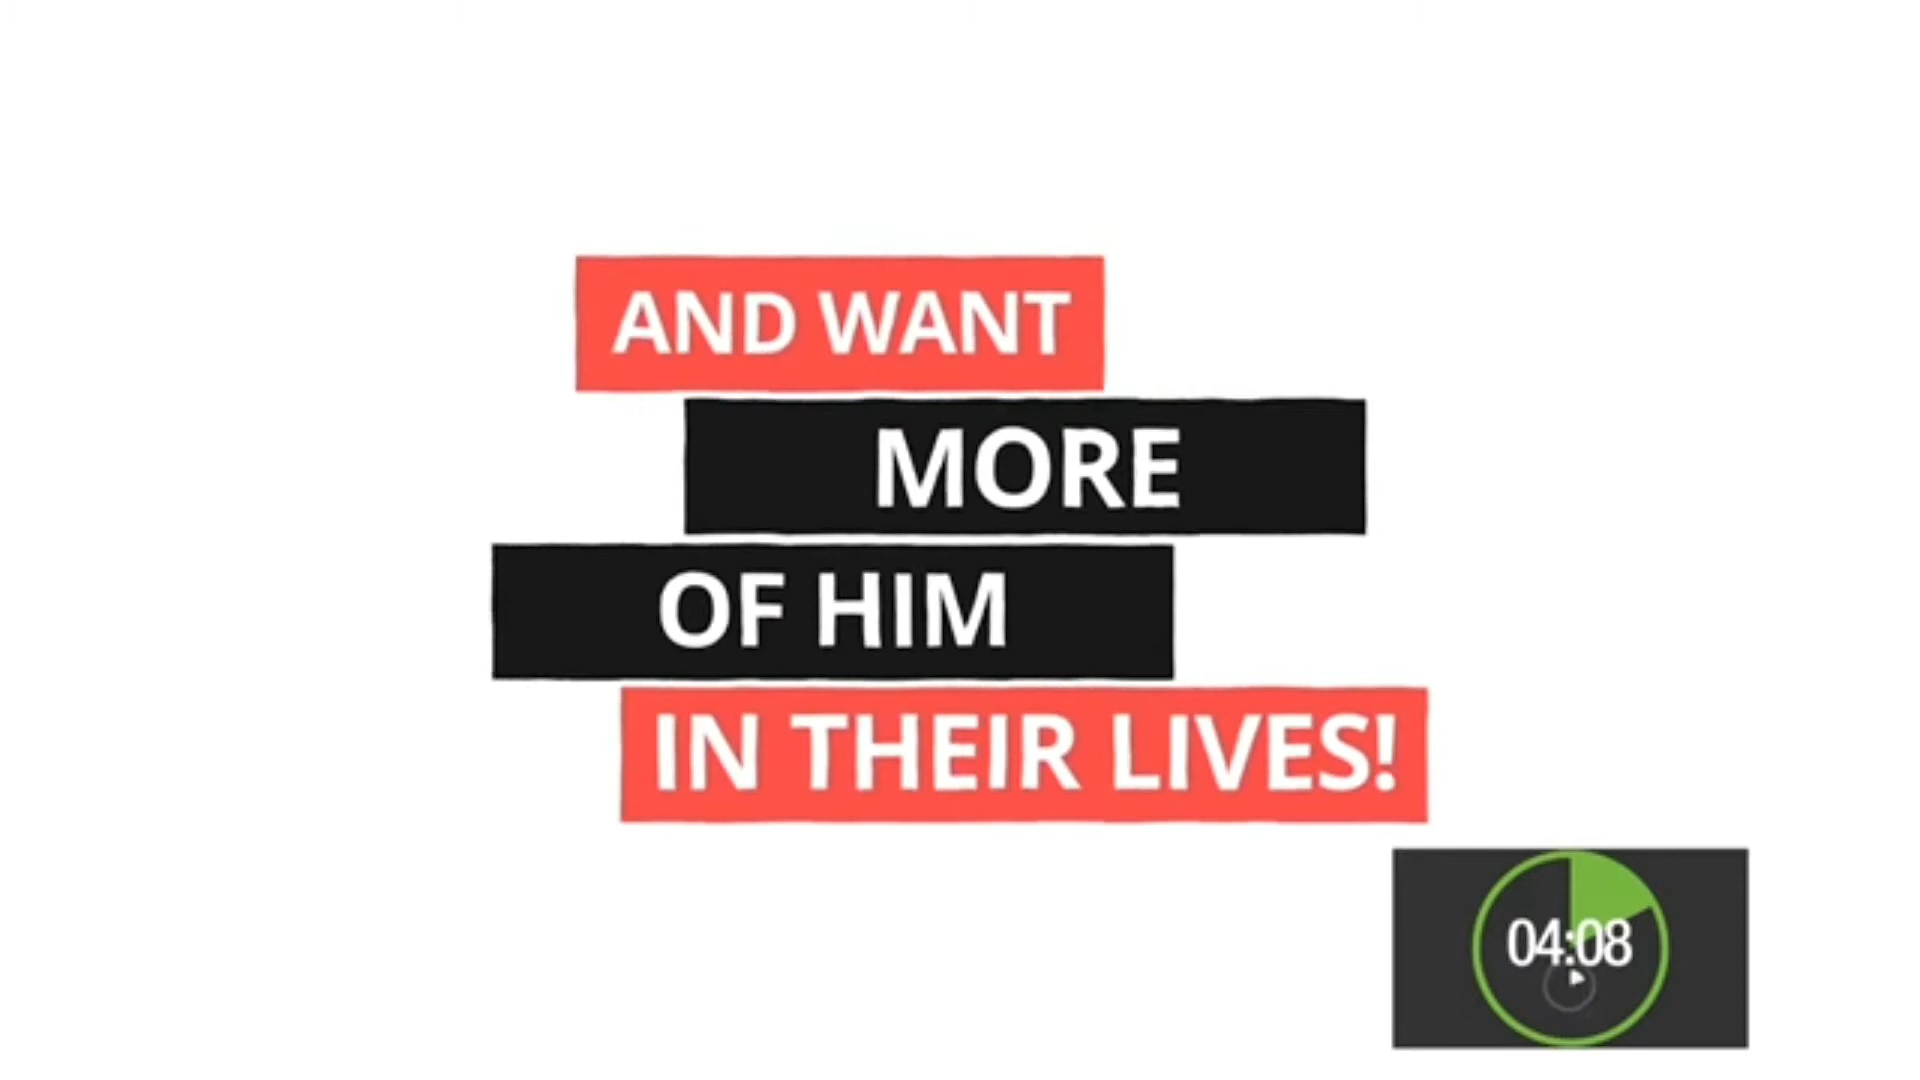 AND WANT
MORE
OF HIM
IN THEIR LIVES!
04:08